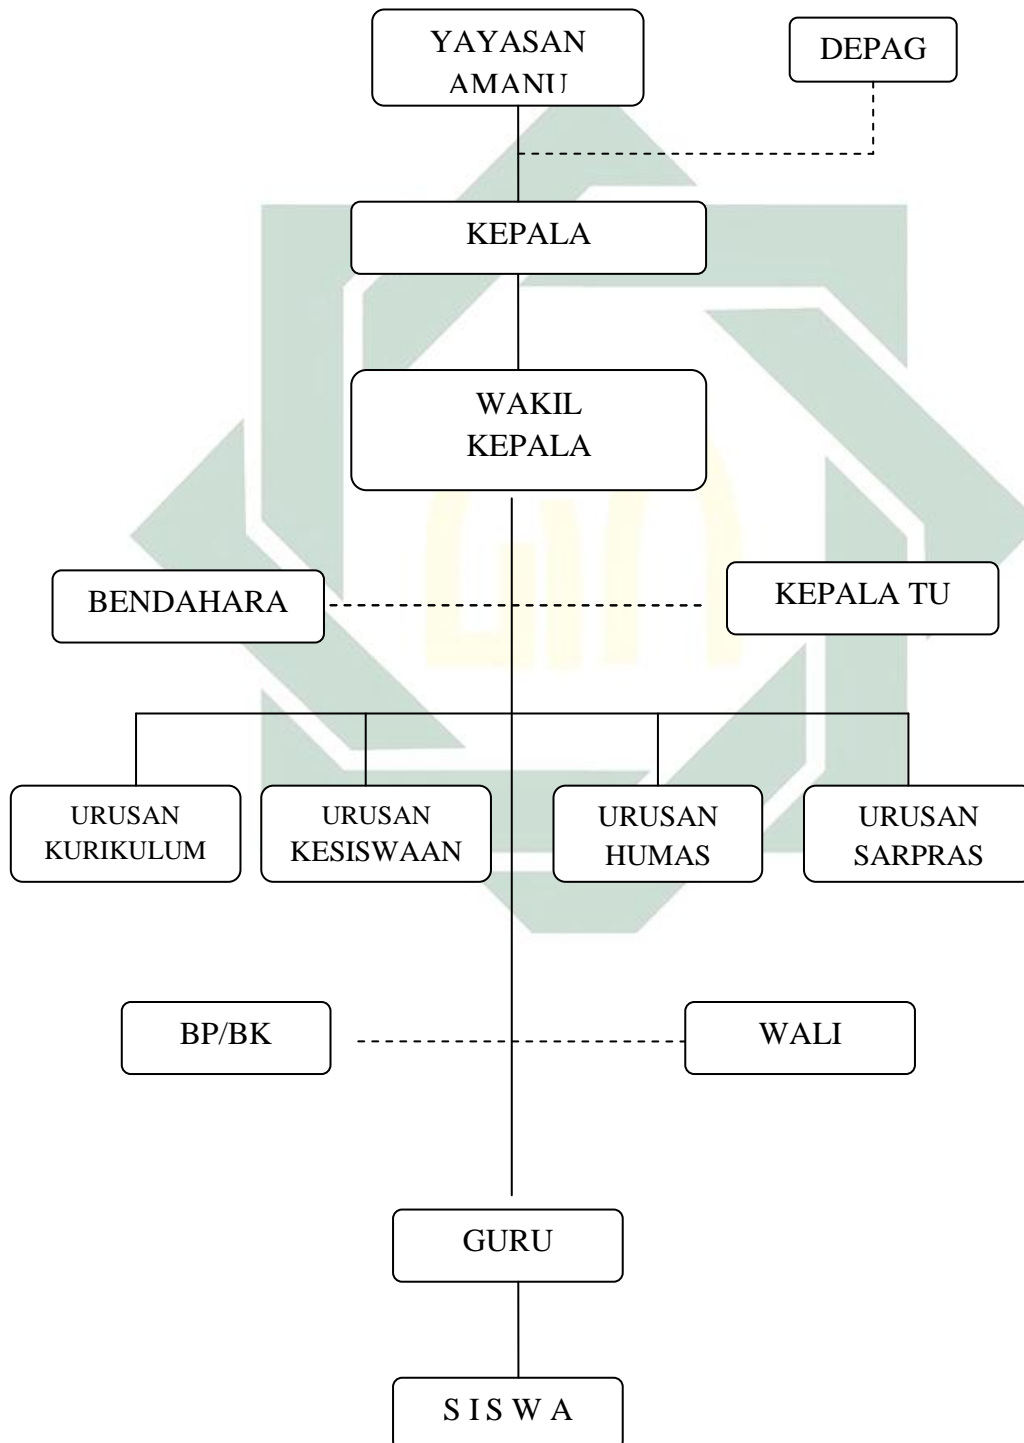 YAYASAN
AMANU
DEPAG
KEPALA
WAKIL
KEPALA
BENDAHARA
KEPALA TU
URUSAN
KURIKULUM
URUSAN
KESISWAAN
URUSAN
HUMAS
URUSAN
SARPRAS
BP/BK
WALI
GURU
S I S W A